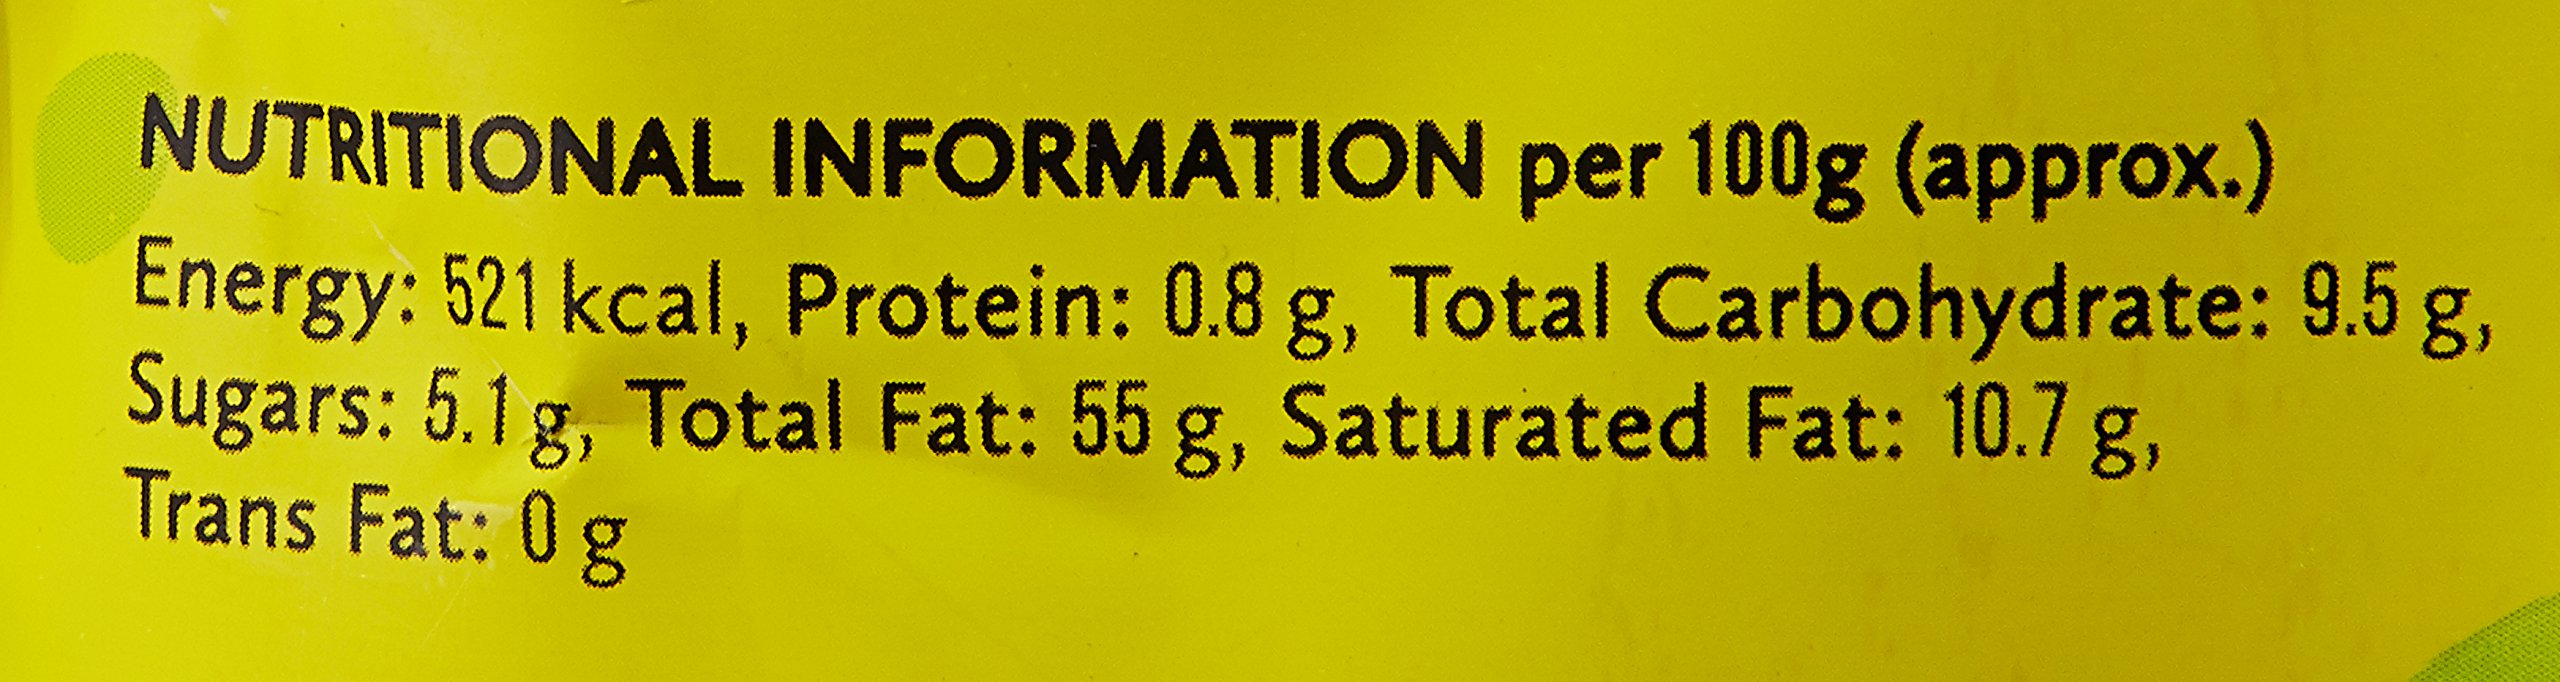 NUTRITIONAL INFORMATION per 100g (approx.)
Energy: 521 kcal, Protein: 0.8 g, Total Carbohydrate: 9.5 g,
Sugars: 5.1 g, Total Fat: 55 g, Saturated Fat: 10.7 g,
Trans Fat: 0 g